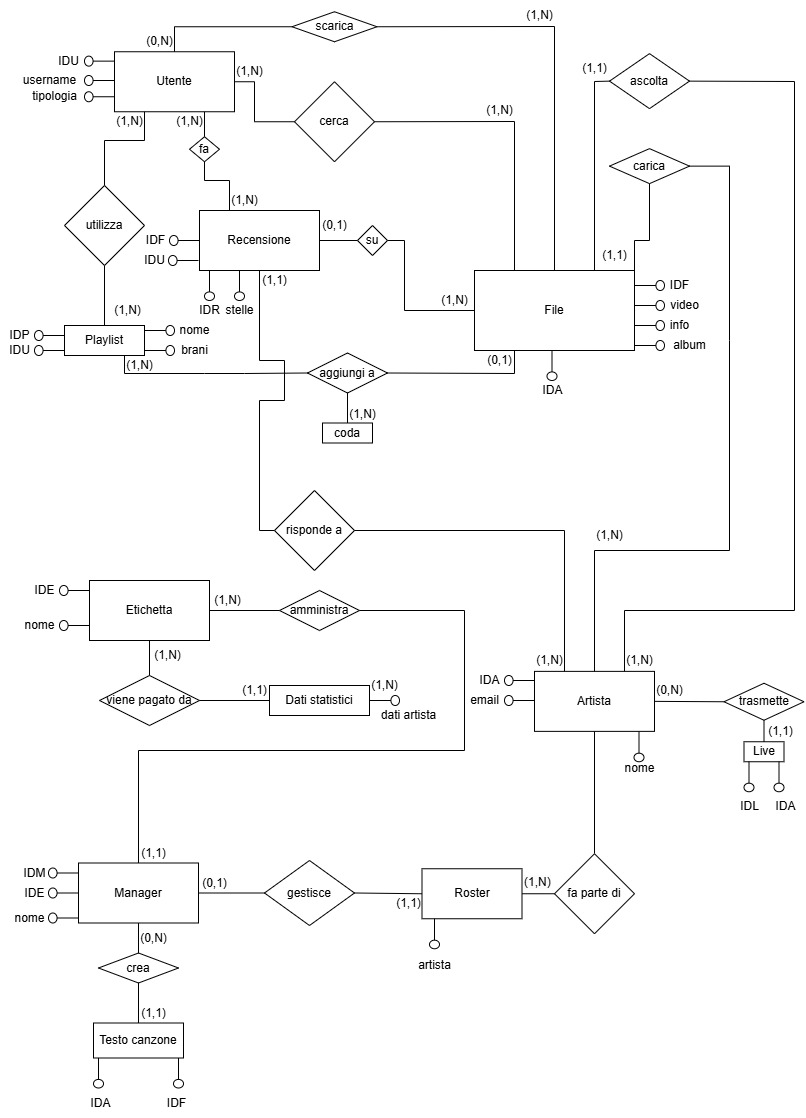 (1,N)
scarica
(0,N)
IDU
Utente
(1,N)
(1,1)
ascolta
username
tipologia
(1,N)
(1,N)
(1,N)
cerca
fa
carica
(1,N)
utilizza
(0,1)
IDF
Recensione
su
IDU
(1,1)
(1,1)
IDF
(1,N)
video
IDR
stelle
(1,N)
File
info
nome
IDP
Playlist
album
IDU
brani
(1,N)
(0,1)
aggiungi a
IDA
(1,N)
coda
risponde a
(1,N)
IDE
Etichetta
(1,N)
amministra
nome
(1,N)
(1,N)
(1,N)
IDA
(1,1)
(1,N)
(0,N)
viene pagato da
Dati statistici
email
Artista
trasmette
dati artista
(1,1)
Live
nome
IDL
IDA
(1,1)
IDM
(0,1)
(1,N)
IDE
Manager
gestisce
Roster
fa parte di
(1,1)
nome
(0,N)
crea
artista
(1,1)
Testo canzone
IDA
IDF